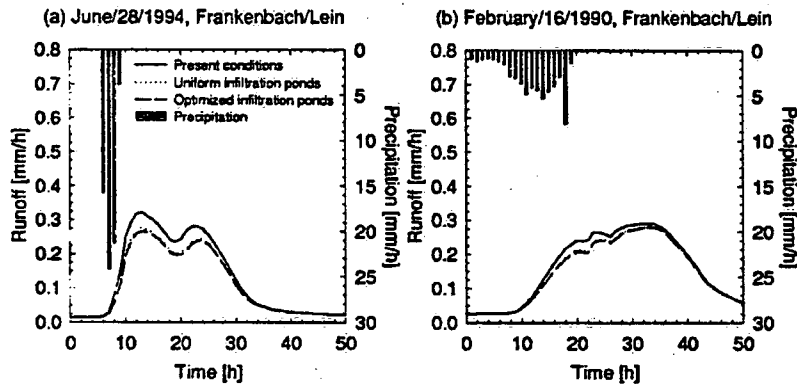 (a) June/28/1994, Frankenbach/Lein
(b) February/16/1990, Frankenbach/Lein
0.8
0.7
0.6
0.5
0.4
0.3
0.2
0.1
0.0
Runoff [mm/h]
Present conditions
Uniform infiltration ponds
Optimized infiltration ponds
Precipitation
0
5
10
15
20
25
30
Precipitation [mm/h]
0 10 20 30 40 50
Time [h]
0.8
0.7
0.6
0.5
0.4
0.3
0.2
0.1
0.0
Runoff [mm/h]
0
5
10
15
20
25
30
Precipitation [mm/h]
0 10 20 30 40 50
Time [h]